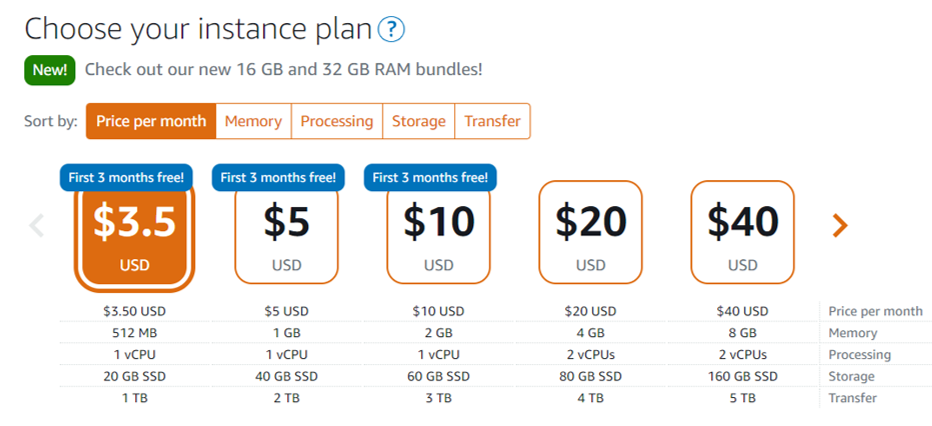 Choose your instance plan ?
New! Check out our new 16 GB and 32 GB RAM bundles!
Sort by: Price per month Memory Processing Storage Transfer
First 3 months free! First 3 months free! First 3 months free!
$3.5 $5 $10 $20 $40
USD USD USD USD USD
$3.50 USD $5 USD $10 USD $20 USD $40 USD Price per month
512 MB 1 GB 2 GB 4 GB 8 GB Memory
1 vCPU 1 vCPU 1 vCPU 2 vCPUs 2 vCPUs Processing
20 GB SSD 40 GB SSD 60 GB SSD 80 GB SSD 160 GB SSD Storage
1 TB 2 TB 3 TB 4 TB 5 TB Transfer